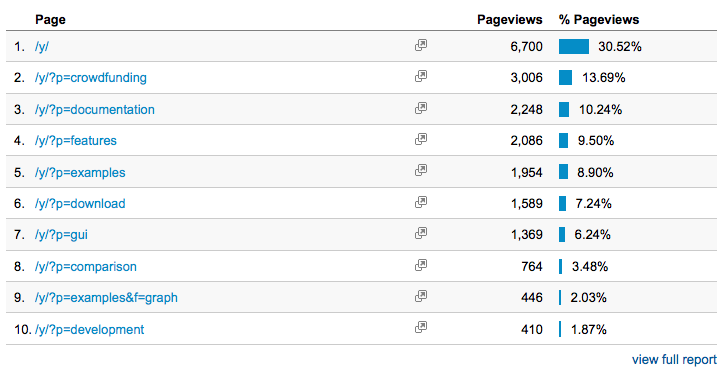 Page Pageviews % Pageviews
1. /y/ 6,700 30.52%
2. /y/?p=crowdfunding 3,006 13.69%
3. /y/?p=documentation 2,248 10.24%
4. /y/?p=features 2,086 9.50%
5. /y/?p=examples 1,954 8.90%
6. /y/?p=download 1,589 7.24%
7. /y/?p=gui 1,369 6.24%
8. /y/?p=comparison 764 3.48%
9. /y/?p=examples&f=graph 446 2.03%
10. /y/?p=development 410 1.87%
view full report